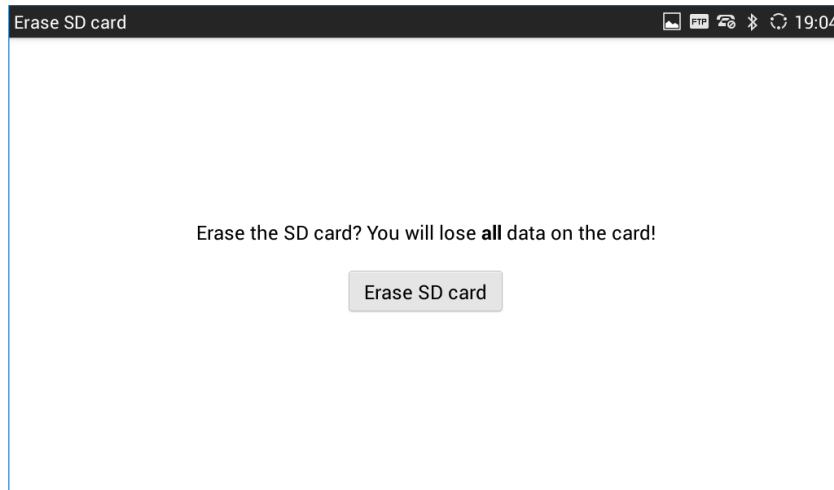 Erase SD card
FTP
19:04
Erase the SD card? You will lose all data on the card!
Erase SD card